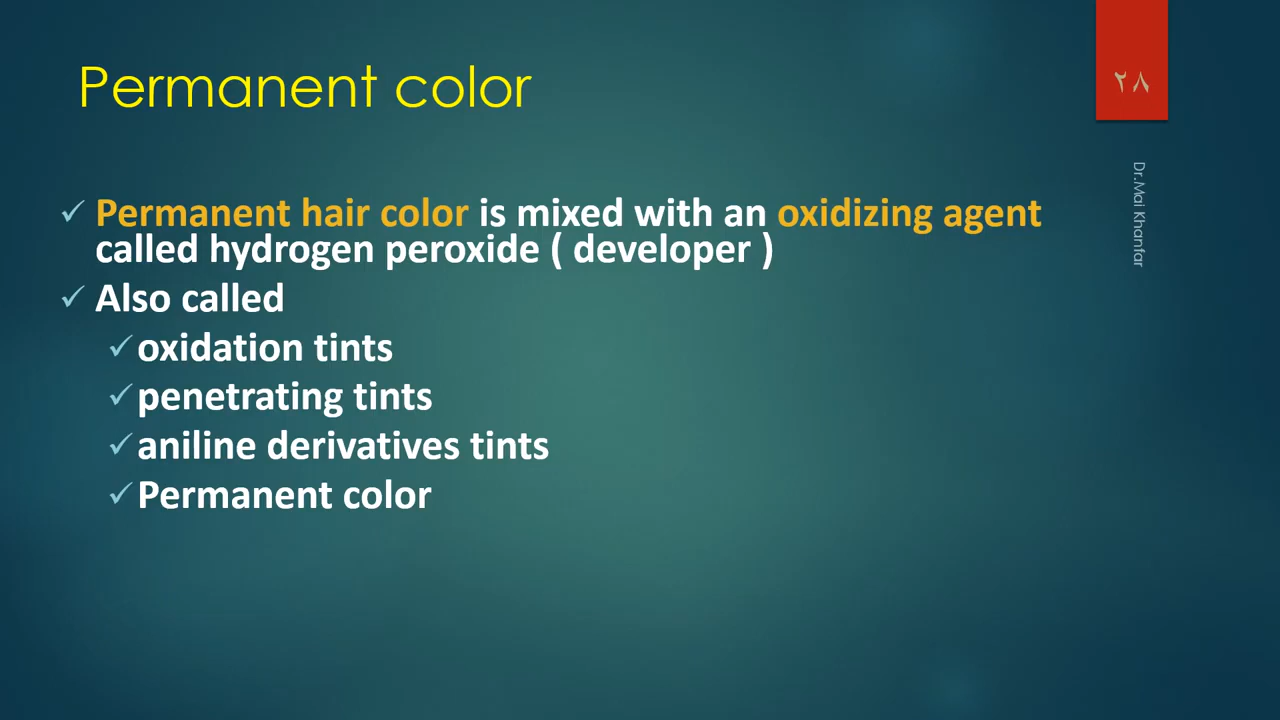 Permanent color
٢٨
Dr.Mai Khanfar
✓ Permanent hair color is mixed with an oxidizing agent
called hydrogen peroxide ( developer )
✓ Also called
✓ oxidation tints
✓ penetrating tints
✓ aniline derivatives tints
✓ Permanent color